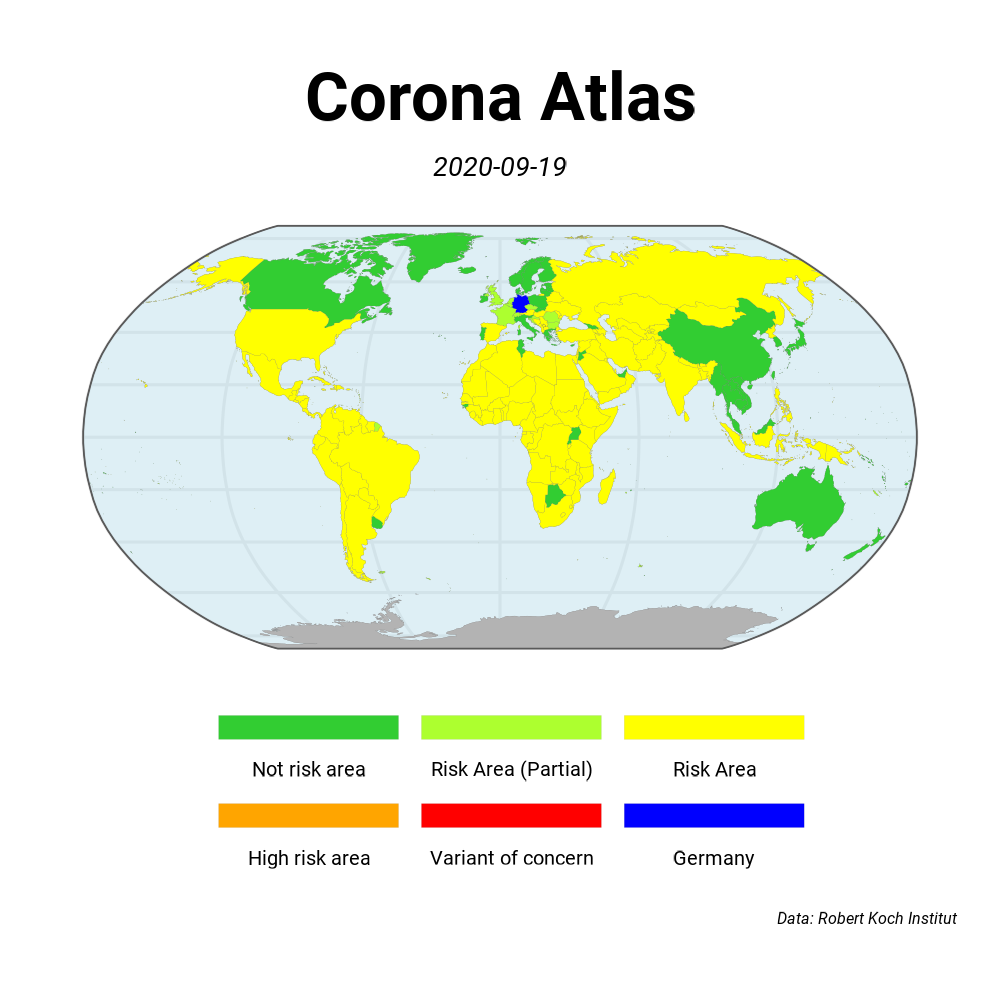 Corona Atlas
2020-09-19
Not risk area
Risk Area (Partial)
Risk Area
High risk area
Variant of concern
Germany
Data: Robert Koch Institut